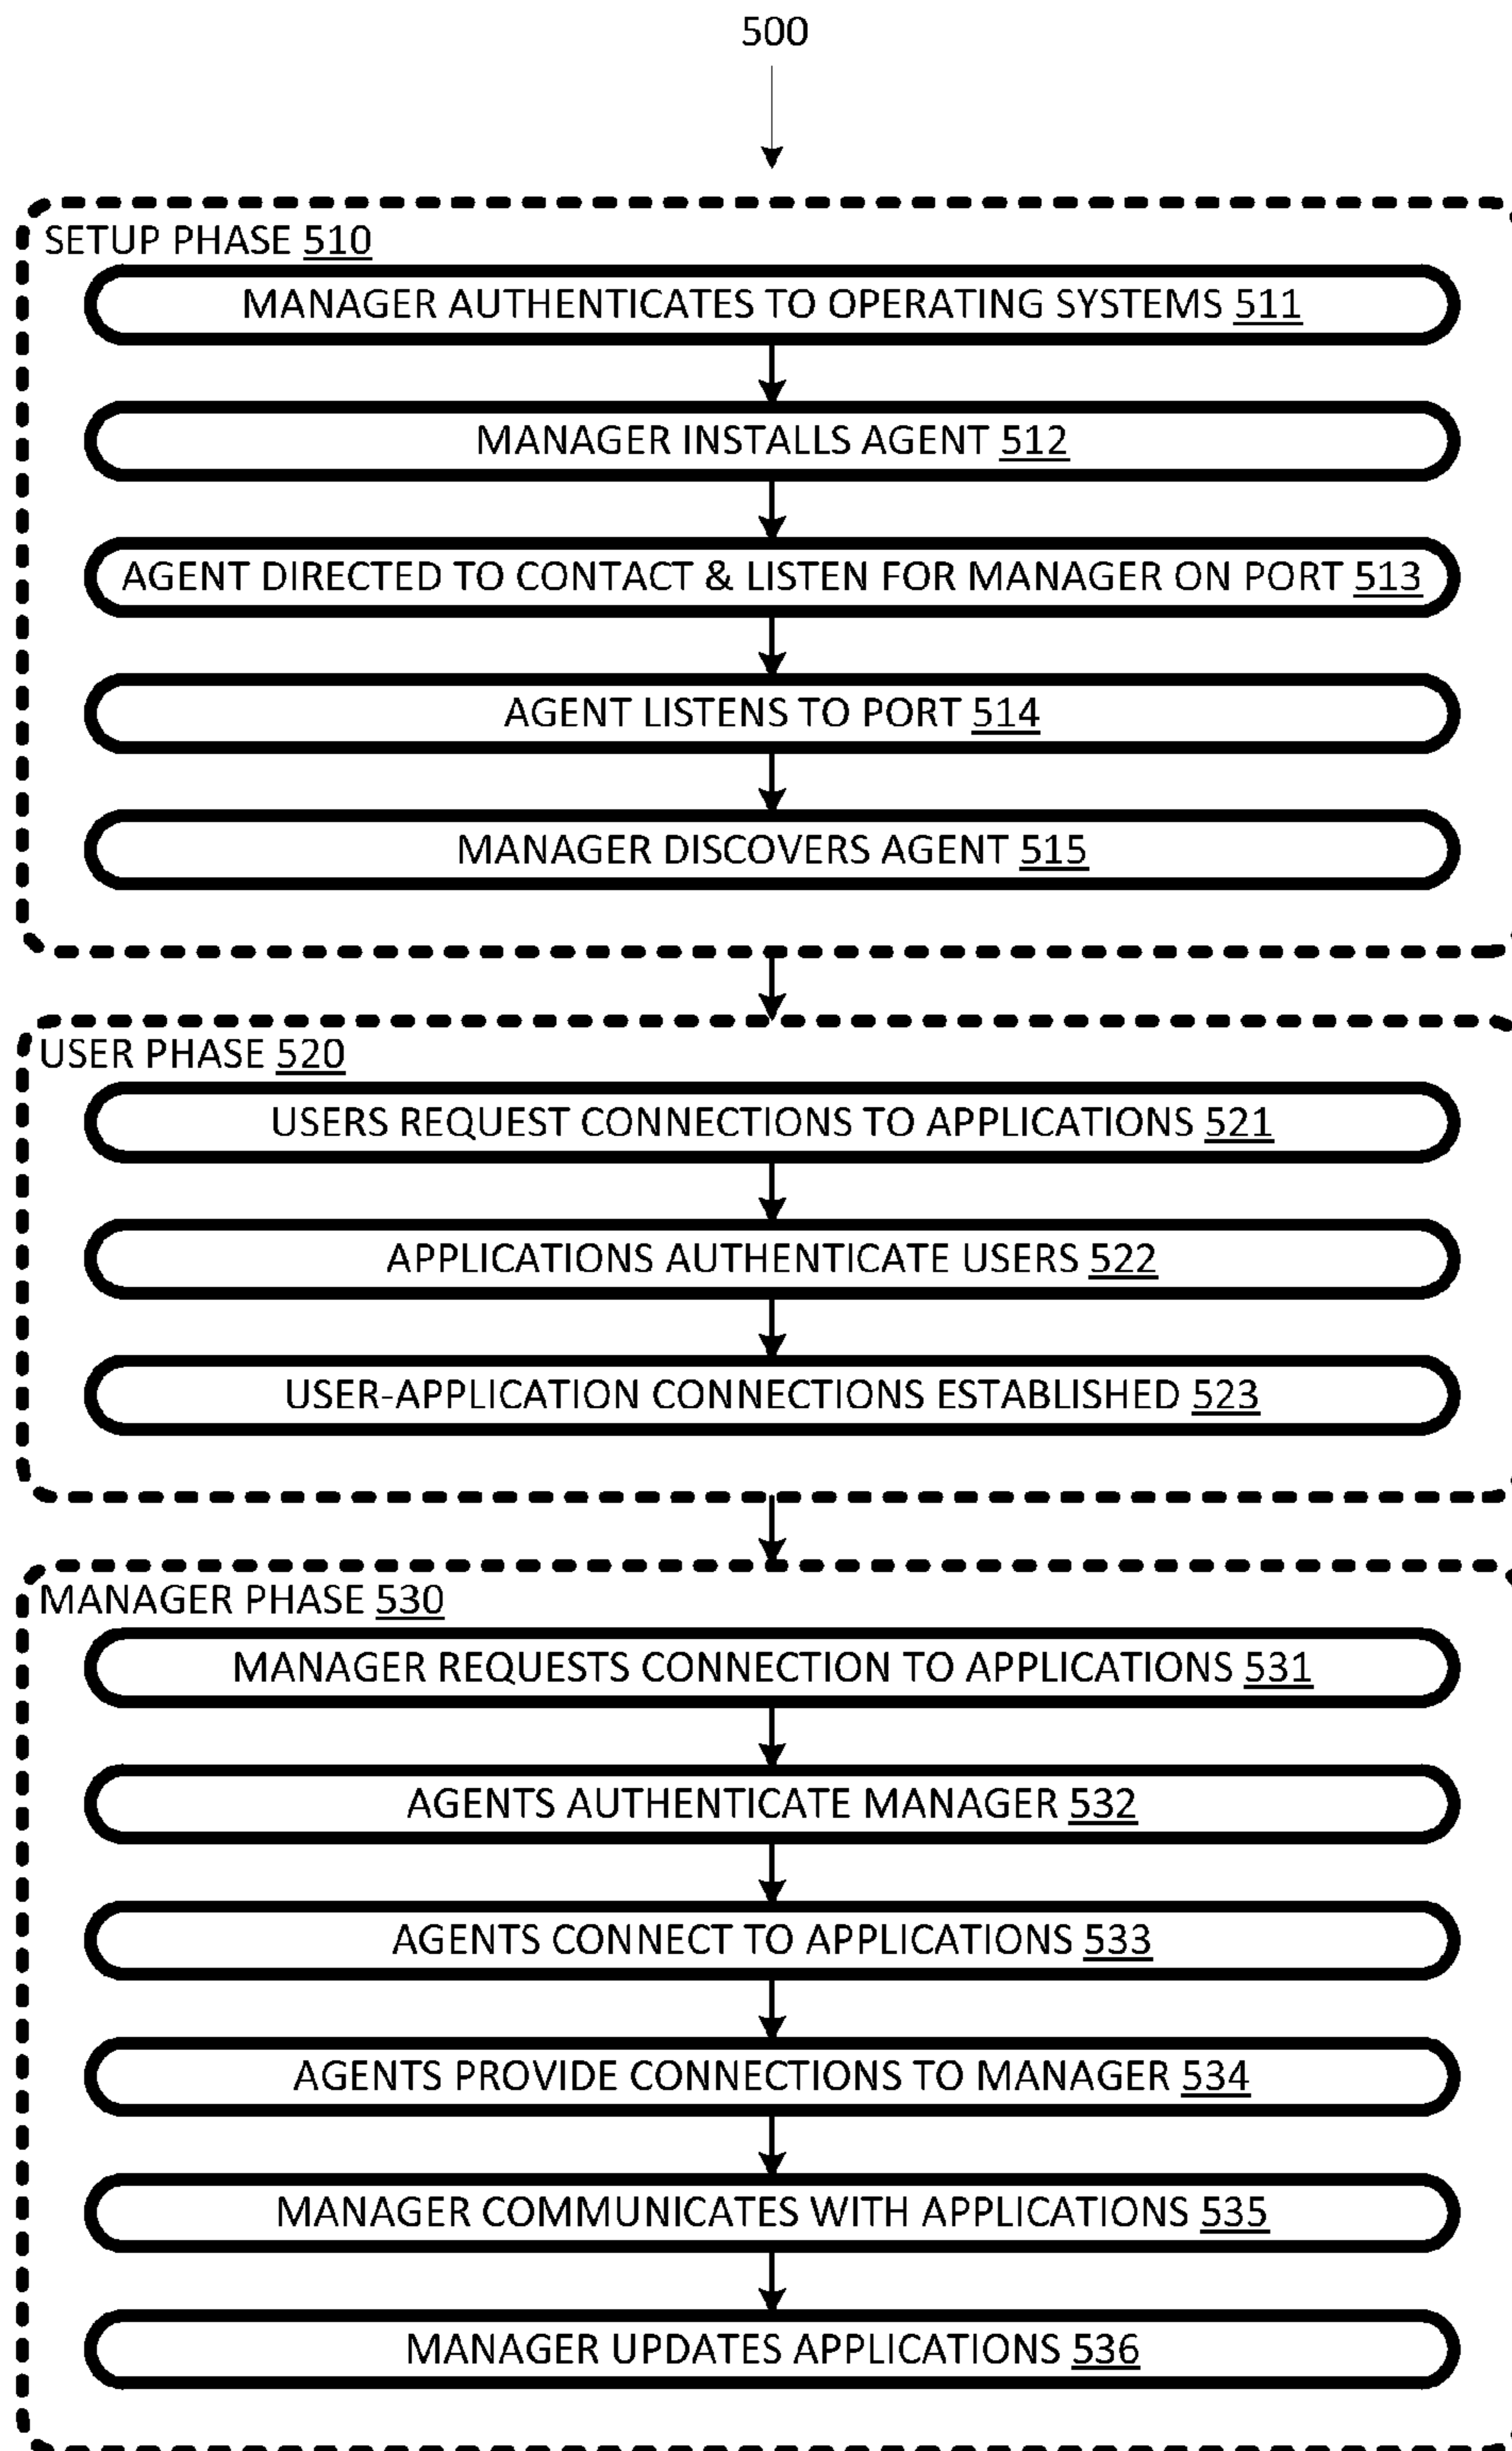 500
SETUP PHASE 510
MANAGER AUTHENTICATES TO OPERATING SYSTEMS 511
MANAGER INSTALLS AGENT 512
AGENT DIRECTED TO CONTACT & LISTEN FOR MANAGER ON PORT 513
AGENT LISTENS TO PORT 514
MANAGER DISCOVERS AGENT 515
USER PHASE 520
USERS REQUEST CONNECTIONS TO APPLICATIONS 521
APPLICATIONS AUTHENTICATE USERS 522
USER-APPLICATION CONNECTIONS ESTABLISHED 523
MANAGER PHASE 530
MANAGER REQUESTS CONNECTION TO APPLICATIONS 531
AGENTS AUTHENTICATE MANAGER 532
AGENTS CONNECT TO APPLICATIONS 533
AGENTS PROVIDE CONNECTIONS TO MANAGER 534
MANAGER COMMUNICATES WITH APPLICATIONS 535
MANAGER UPDATES APPLICATIONS 536